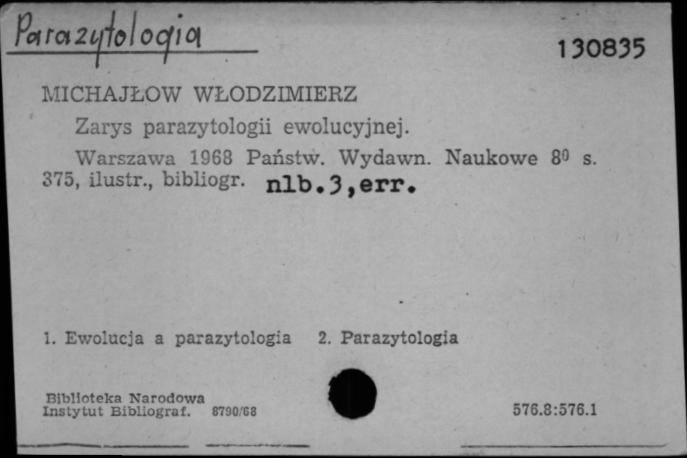 Parazytologia
130835
MICHAJŁOW WŁODZIMIERZ
Zarys parazytologii ewolucyjnej.
Warszawa 1968 Państw. Wydawn. Naukowe 8⁰ s.
375, ilustr., bibliogr. nlb.3,err.
1. Ewolucja a parazytologia 2. Parazytologia
Biblioteka Narodowa
Instytut Bibliograf. 8790/68
576.8:576.1